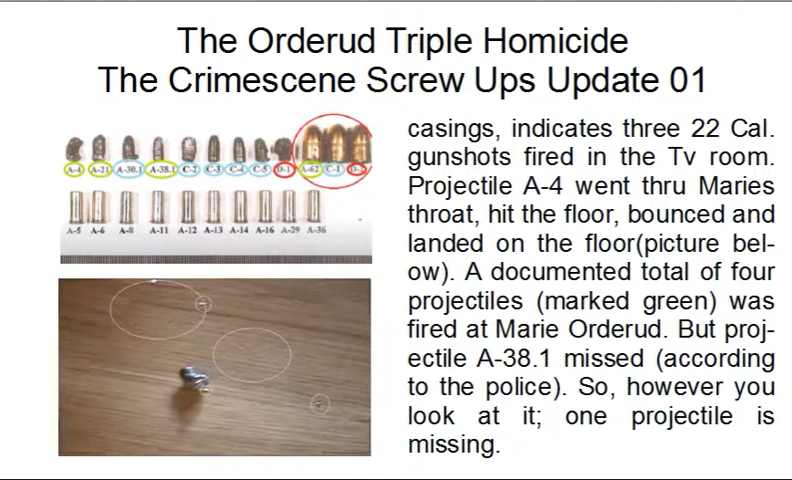 The Orderud Triple Homicide
The Crimescene Screw Ups Update 01
A-4 A-21 A-30.1 A-38.1 C-2 C-3 C-4 C-5 D-1 A-62 C-1 D-2
A-5 A-6 A-8 A-11 A-12 A-13 A-14 A-16 A-29 A-36
casings, indicates three 22 Cal.
gunshots fired in the Tv room.
Projectile A-4 went thru Maries
throat, hit the floor, bounced and
landed on the floor(picture bel-
ow). A documented total of four
projectiles (marked green) was
fired at Marie Orderud. But proj-
ectile A-38.1 missed (according
to the police). So, however you
look at it; one projectile is
missing.